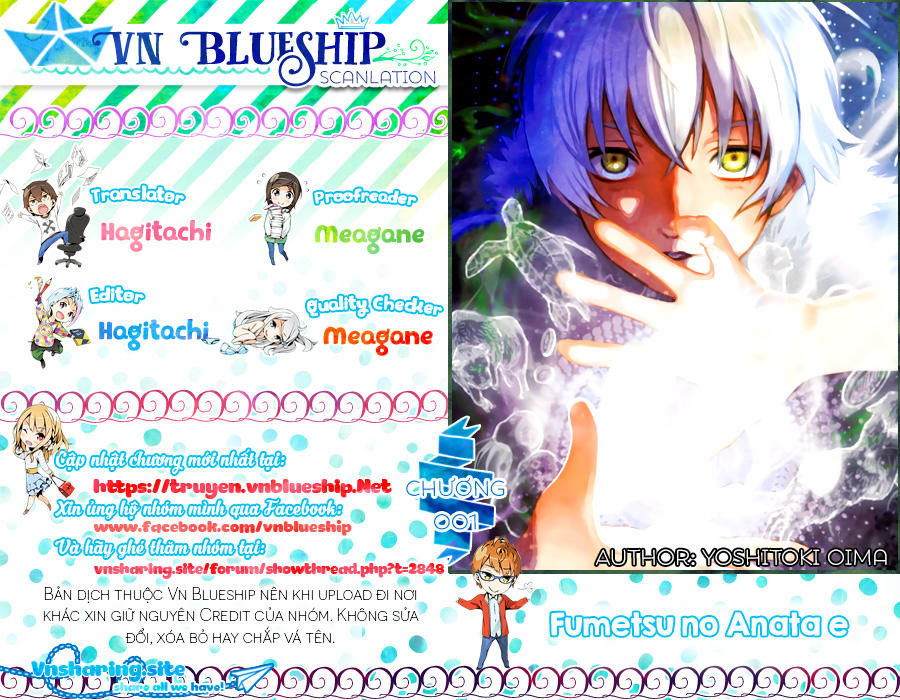 VN BLUESHIP
SCANLATION
Translater
Hagitachi
Proofreader
Meagane
Editer
Hagitachi
Quality Checker
Meagane
Cập nhật chương mới nhất tại:
https://truyen.vnblueship.Net
Xin ủng hộ nhóm mình qua Facebook:
www.facebook.com/vnblueship
Và hãy ghé thăm nhóm tại:
vnsharing.site/forum/showthread.php?t=2848
BẢN DỊCH THUỘC VN BLUESHIP NÊN KHI UPLOAD ĐI NƠI
KHÁC XIN GIỮ NGUYÊN CREDIT CỦA NHÓM. KHÔNG SỬA
ĐỔI, XÓA BỎ HAY CHẮP VÁ TÊN.
Vnsharing.site
share all we have!
CHƯƠNG
001
AUTHOR: YOSHITOKI OIMA
Fumetsu no Anata e